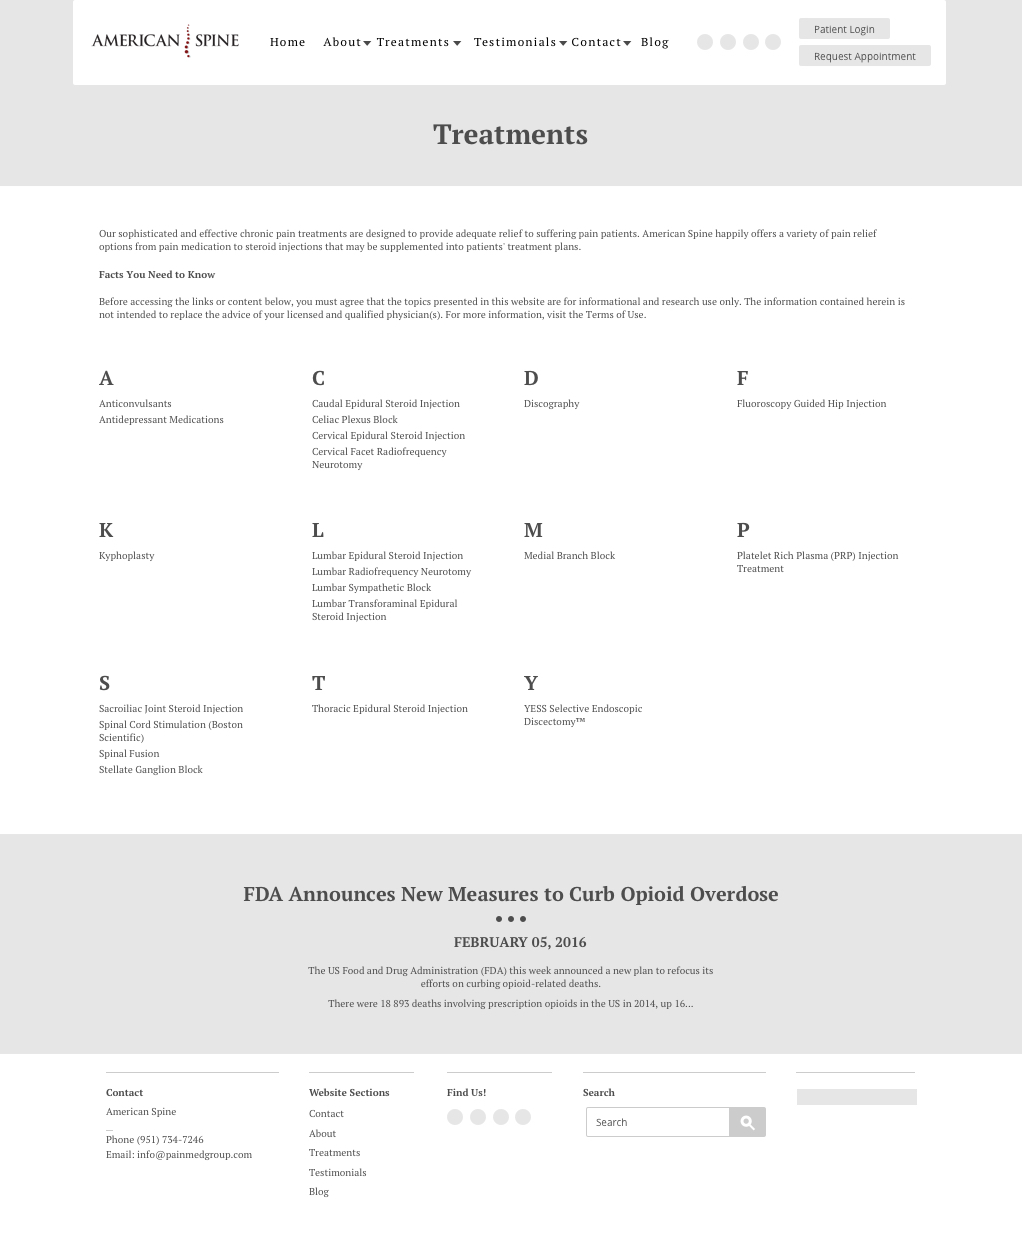 AMERICAN SPINE
Home About Treatments Testimonials Contact Blog
Patient Login
Request Appointment
Treatments
Our sophisticated and effective chronic pain treatments are designed to provide adequate relief to suffering pain patients. American Spine happily offers a variety of pain relief
options from pain medication to steroid injections that may be supplemented into patients' treatment plans.
Facts You Need to Know
Before accessing the links or content below, you must agree that the topics presented in this website are for informational and research use only. The information contained herein is
not intended to replace the advice of your licensed and qualified physician(s). For more information, visit the Terms of Use.
A
Anticonvulsants
Antidepressant Medications
C
Caudal Epidural Steroid Injection
Celiac Plexus Block
Cervical Epidural Steroid Injection
Cervical Facet Radiofrequency
Neurotomy
D
Discography
F
Fluoroscopy Guided Hip Injection
K
Kyphoplasty
L
Lumbar Epidural Steroid Injection
Lumbar Radiofrequency Neurotomy
Lumbar Sympathetic Block
Lumbar Transforaminal Epidural
Steroid Injection
M
Medial Branch Block
P
Platelet Rich Plasma (PRP) Injection
Treatment
S
Sacroiliac Joint Steroid Injection
Spinal Cord Stimulation (Boston
Scientific)
Spinal Fusion
Stellate Ganglion Block
T
Thoracic Epidural Steroid Injection
Y
YESS Selective Endoscopic
Discectomy™
FDA Announces New Measures to Curb Opioid Overdose
FEBRUARY 05, 2016
The US Food and Drug Administration (FDA) this week announced a new plan to refocus its
efforts on curbing opioid-related deaths.
There were 18 893 deaths involving prescription opioids in the US in 2014, up 16...
Contact
American Spine
Phone (951) 734-7246
Email: info@painmedgroup.com
Website Sections
Contact
About
Treatments
Testimonials
Blog
Find Us!
Search
Search